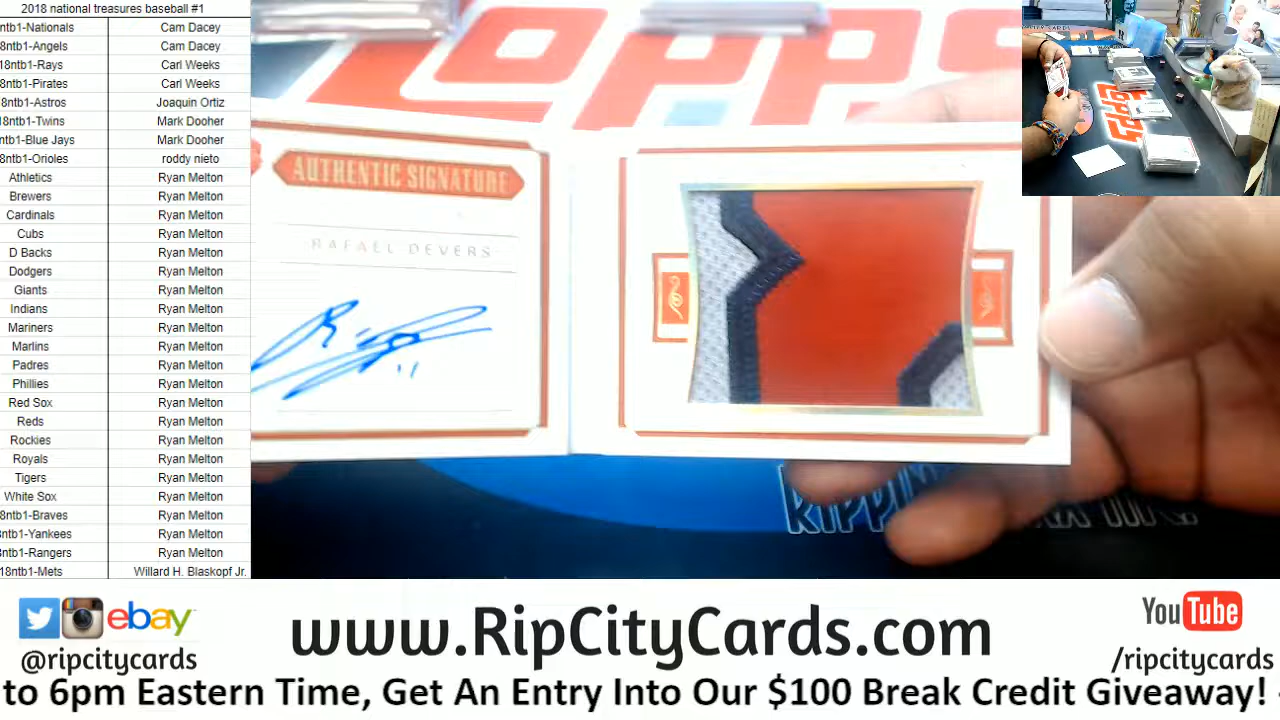 2018 national treasures baseball #1
ntb1-Nationals Cam Dacey
8ntb1-Angels Cam Dacey
18ntb1-Rays Carl Weeks
8ntb1-Pirates Carl Weeks
8ntb1-Astros Joaquin Ortiz
18ntb1-Twins Mark Dooher
ntb1-Blue Jays Mark Dooher
8ntb1-Orioles roddy nieto
Athletics Ryan Melton
Brewers Ryan Melton
Cardinals Ryan Melton
Cubs Ryan Melton
D Backs Ryan Melton
Dodgers Ryan Melton
Giants Ryan Melton
Indians Ryan Melton
Mariners Ryan Melton
Marlins Ryan Melton
Padres Ryan Melton
Phillies Ryan Melton
Red Sox Ryan Melton
Reds Ryan Melton
Rockies Ryan Melton
Royals Ryan Melton
Tigers Ryan Melton
White Sox Ryan Melton
8ntb1-Braves Ryan Melton
8ntb1-Yankees Ryan Melton
ntb1-Rangers Ryan Melton
18ntb1-Mets Willard H. Blaskopf Jr.
Topps
AUTHENTIC SIGNATURE
RAFAEL DEVERS
11
Topps
ebay
@ripcitycards
www.RipCityCards.com
YouTube
/ripcitycards
to 6pm Eastern Time, Get An Entry Into Our $100 Break Credit Giveaway! -